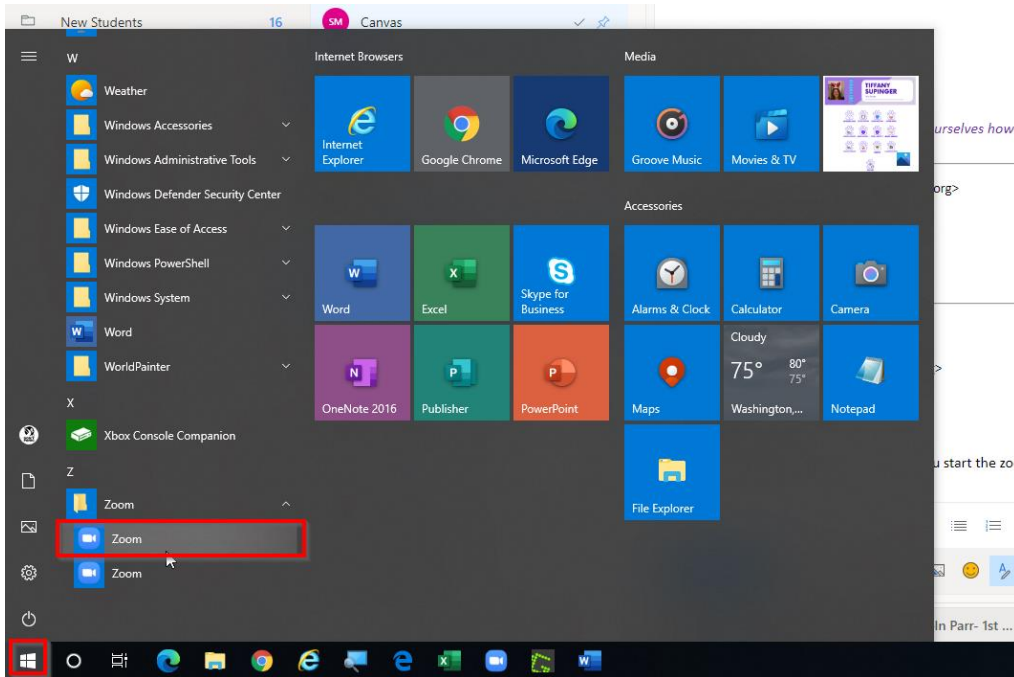 New Students 16
SM Canvas
W
Weather
Windows Accessories
Windows Administrative Tools
Windows Defender Security Center
Windows Ease of Access
Windows PowerShell
Windows System
Word
WorldPainter
X
Xbox Console Companion
Z
Zoom
Zoom
Zoom
Internet Browsers
Internet
Explorer
Google Chrome
Microsoft Edge
Word
Excel
Skype for
Business
OneNote 2016
Publisher
PowerPoint
Media
Groove Music
Movies & TV
TIFFANY
SUPINGER
Accessories
Alarms & Clock
Calculator
Camera
Maps
Cloudy
75° 80°
75°
Washington,...
Notepad
File Explorer
urselves how
org>
>
u start the zo
In Parr- 1st ...